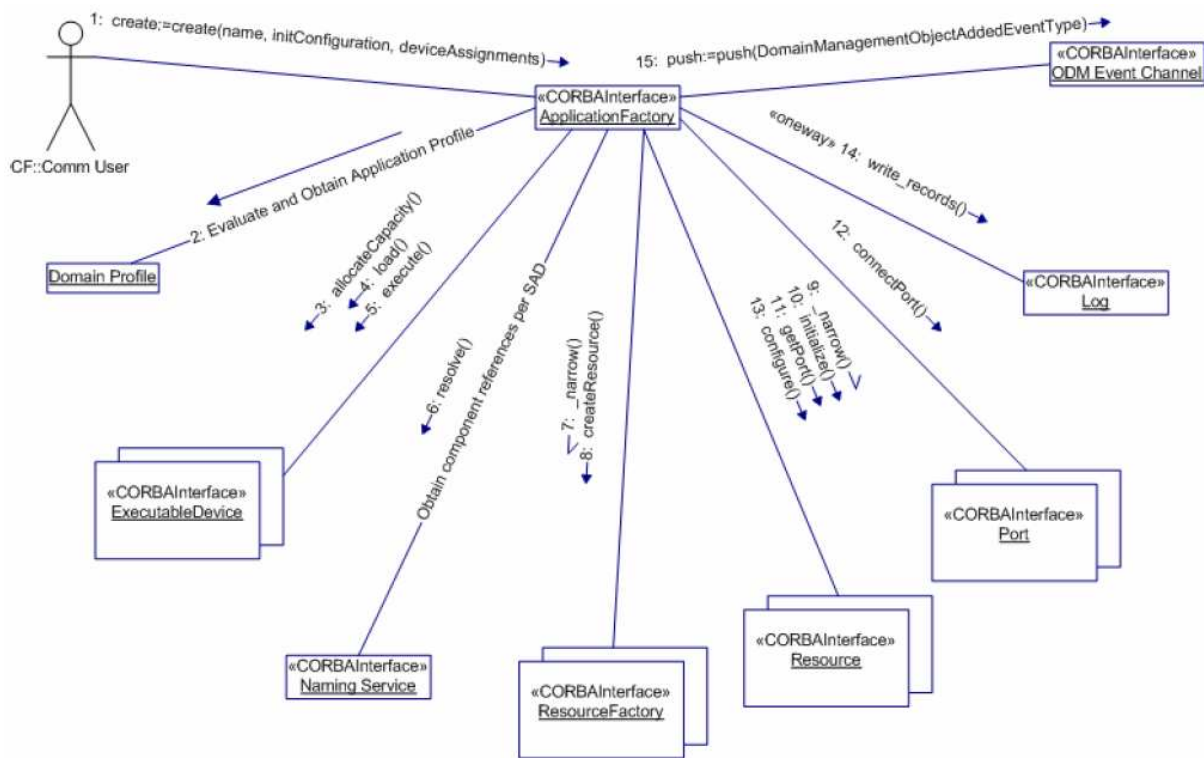 1: create:=create(name, initConfiguration, deviceAssignments)
15: push:=push(DomainManagementObjectAddedEventType)
«CORBAInterface»
ODM Event Channel
«CORBAInterface»
ApplicationFactory
CF::Comm User
2: Evaluate and Obtain Application Profile
Domain Profile
«oneway» 14: write_records()
«CORBAInterface»
Log
12: connectPort()
3: allocateCapacity()
4: load()
5: execute()
6: resolve()
Obtain component references per SAD
7: _narrow()
8: createResource()
9: _narrow()
10: initialize()
11: getPort()
13: configure()
«CORBAInterface»
ExecutableDevice
«CORBAInterface»
Port
«CORBAInterface»
Resource
«CORBAInterface»
Naming Service
«CORBAInterface»
ResourceFactory